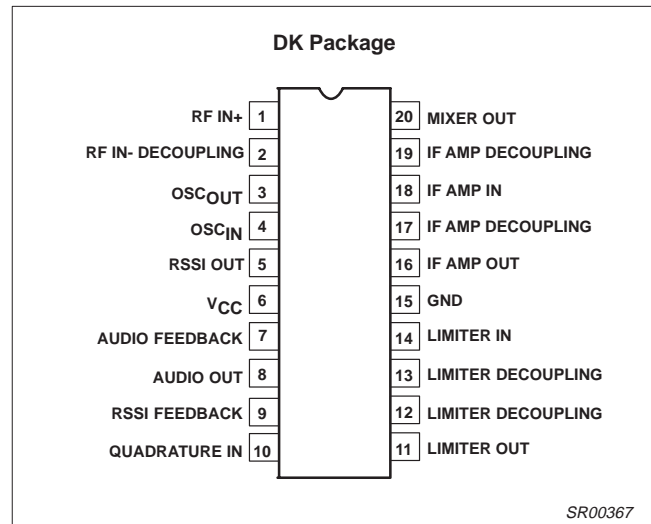 DK Package
RF IN+ 1 20 MIXER OUT
RF IN- DECOUPLING 2 19 IF AMP DECOUPLING
OSCOUT 3 18 IF AMP IN
OSCIN 4 17 IF AMP DECOUPLING
RSSI OUT 5 16 IF AMP OUT
VCC 6 15 GND
AUDIO FEEDBACK 7 14 LIMITER IN
AUDIO OUT 8 13 LIMITER DECOUPLING
RSSI FEEDBACK 9 12 LIMITER DECOUPLING
QUADRATURE IN 10 11 LIMITER OUT
SR00367